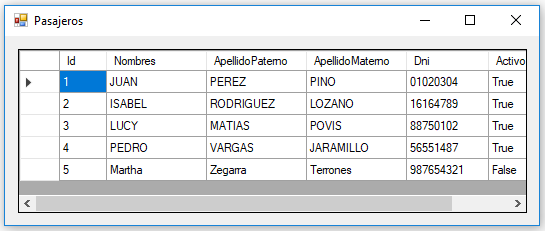 Pasajeros
Id Nombres ApellidoPaterno ApellidoMaterno Dni Activo
1 JUAN PEREZ PINO 01020304 True
2 ISABEL RODRIGUEZ LOZANO 16164789 True
3 LUCY MATIAS POVIS 88750102 True
4 PEDRO VARGAS JARAMILLO 56551487 True
5 Martha Zegarra Terrones 987654321 False